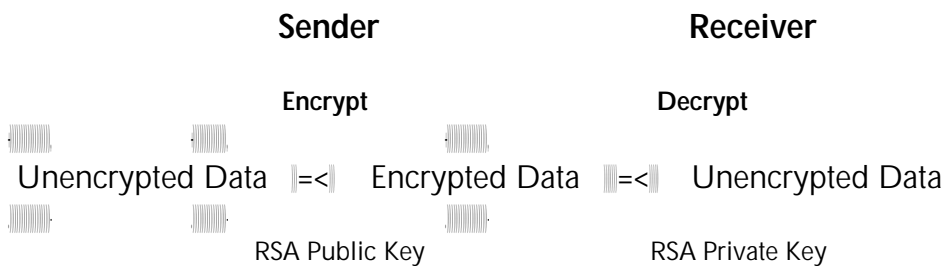 Sender Receiver
Encrypt Decrypt
Unencrypted Data =< Encrypted Data =< Unencrypted Data
RSA Public Key RSA Private Key